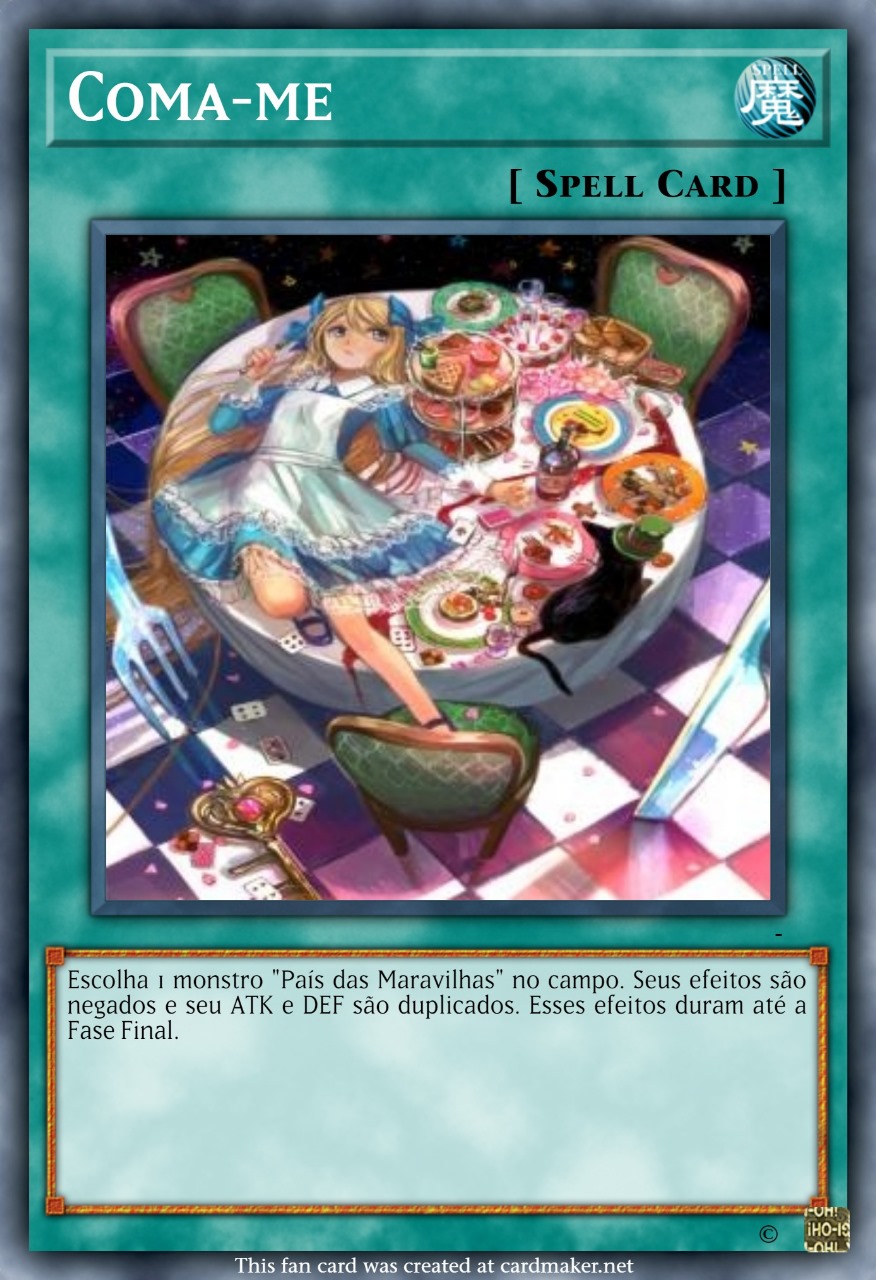 Coma-me
SPELL
魔
[ Spell Card ]
-
Escolha 1 monstro "País das Maravilhas" no campo. Seus efeitos são
negados e seu ATK e DEF são duplicados. Esses efeitos duram até a
Fase Final.
©
This fan card was created at cardmaker.net